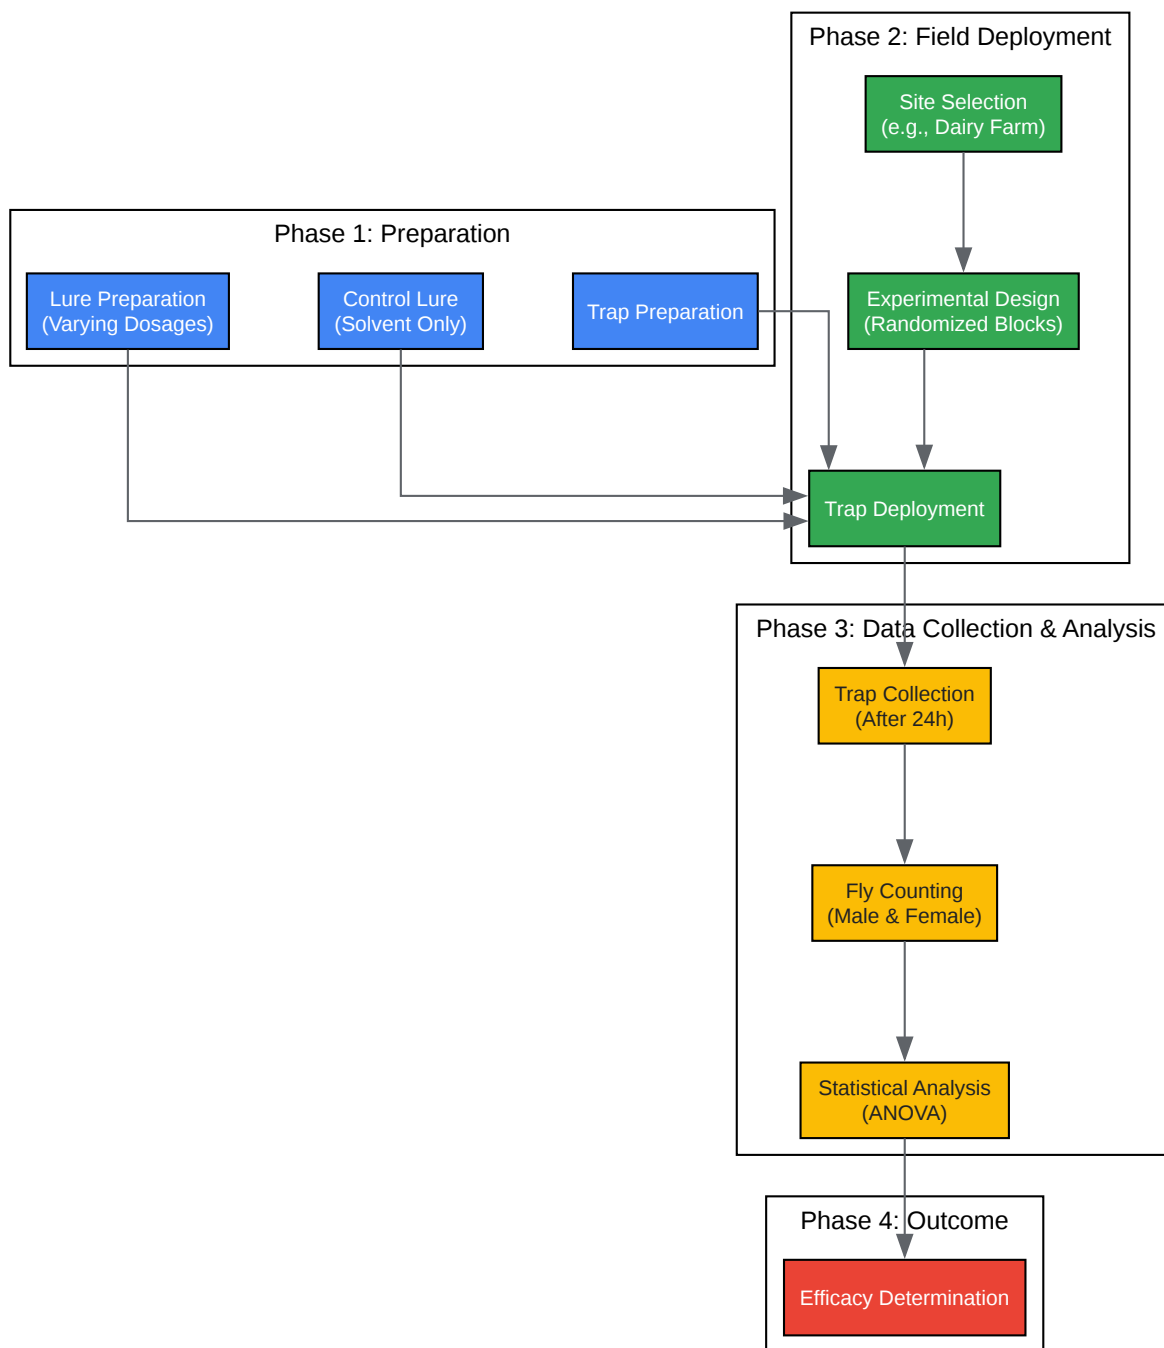 Phase 2: Field Deployment
Site Selection
(e.g., Dairy Farm)
Phase 1: Preparation
Lure Preparation
(Varying Dosages)
Control Lure
(Solvent Only)
Trap Preparation
Experimental Design
(Randomized Blocks)
Trap Deployment
Phase 3: Data Collection & Analysis
Trap Collection
(After 24h)
Fly Counting
(Male & Female)
Statistical Analysis
(ANOVA)
Phase 4: Outcome
Efficacy Determination